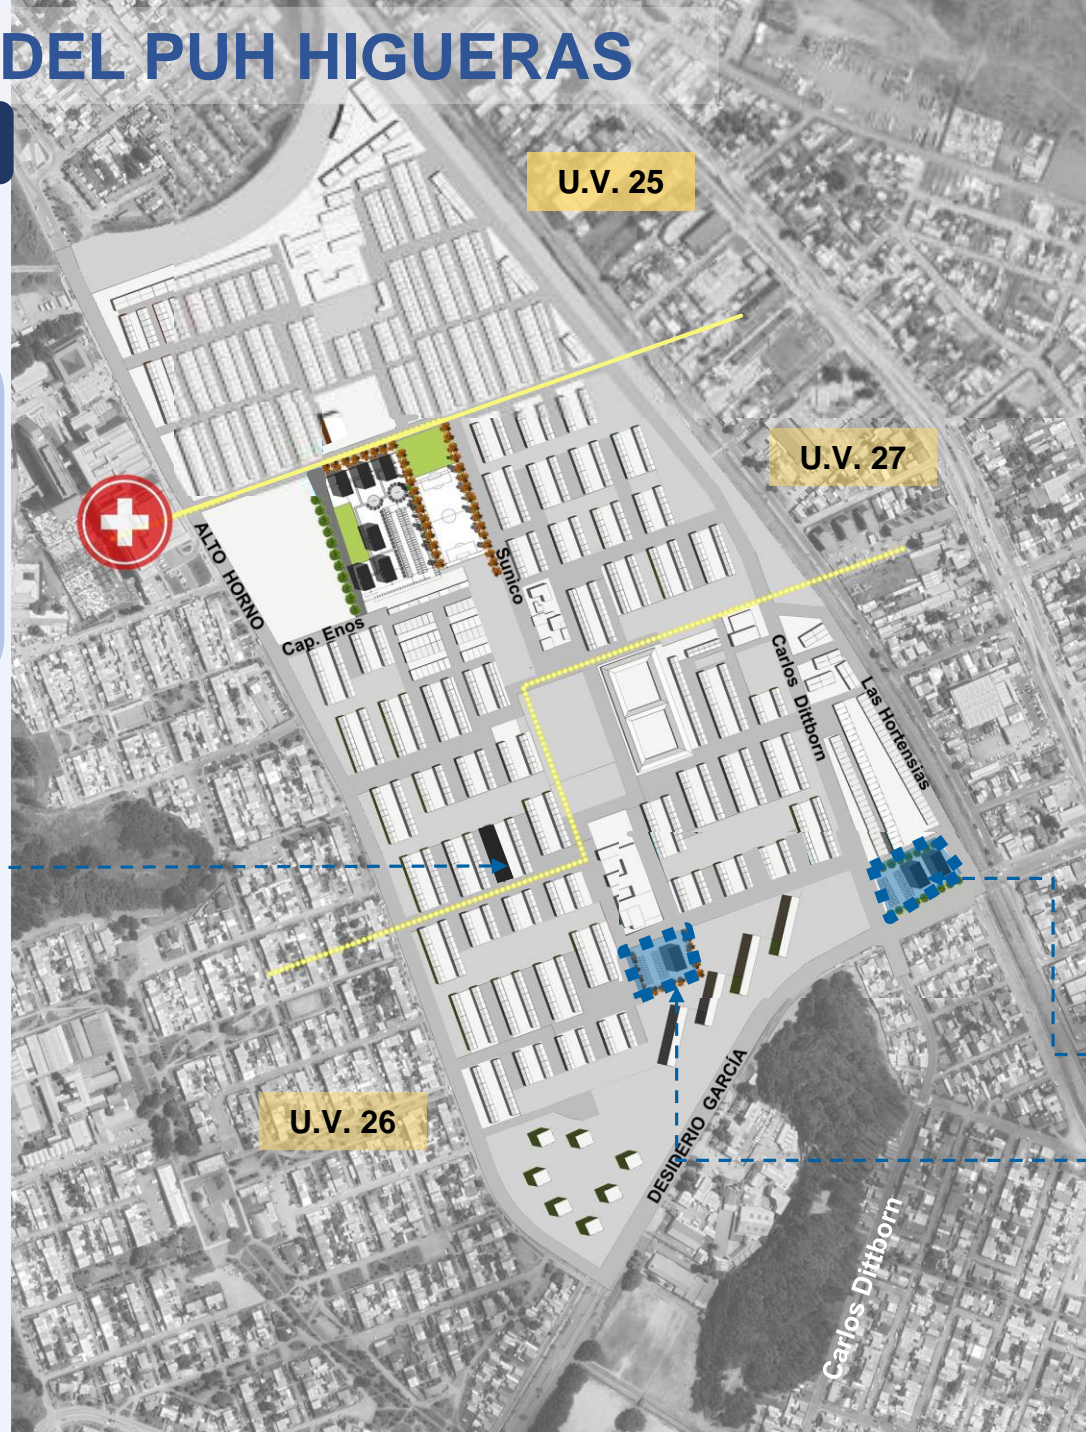 DEL PUH HIGUERAS
U.V. 25
U.V. 27
ALTO HORNO
Sunico
Cap. Enos
Carlos Dittborn
Las Hortensias
U.V. 26
DESIDERIO GARCÍA
Carlos Dittborn